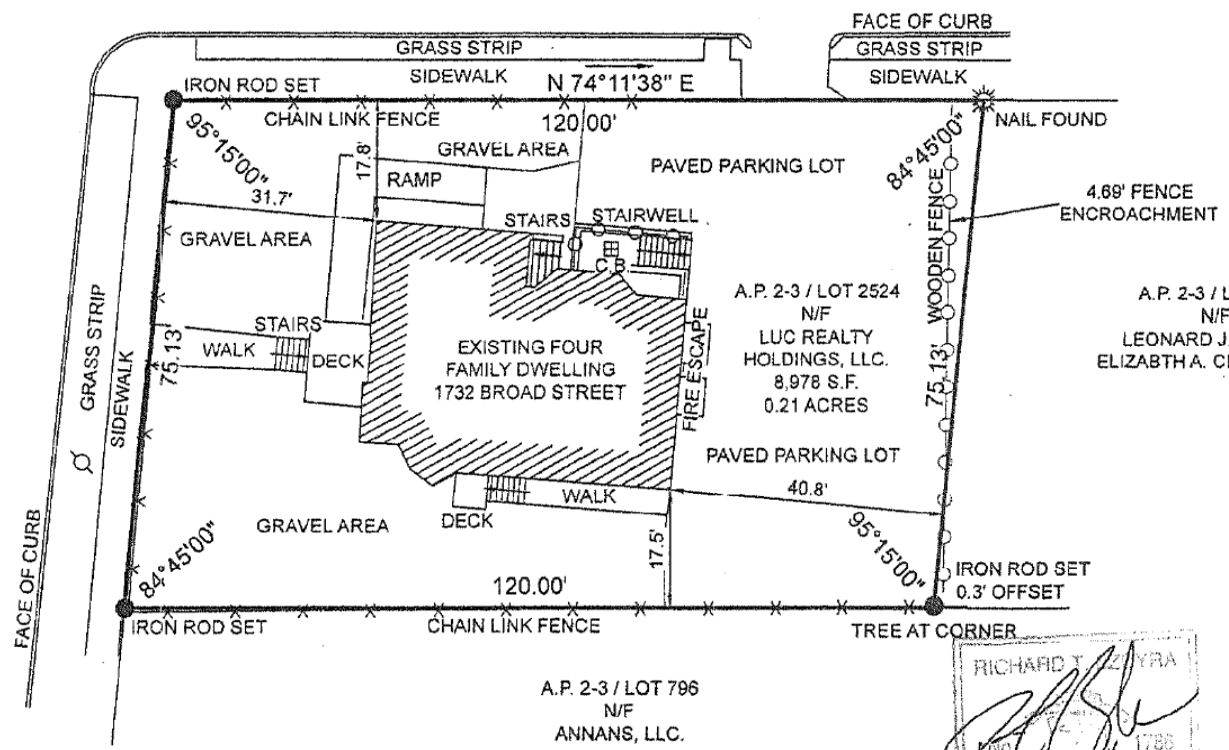 FACE OF CURB
GRASS STRIP
GRASS STRIP
SIDEWALK
SIDEWALK
IRON ROD SET
N 74°11'38" E
CHAIN LINK FENCE
120.00'
NAIL FOUND
95°15'00"
84°45'00"
GRAVEL AREA
PAVED PARKING LOT
17.8'
RAMP
31.7'
4.69' FENCE
ENCROACHMENT
STAIRS
STAIRWELL
WOODEN FENCE
GRAVEL AREA
C.B.
A.P. 2-3 / LOT 2524
N/F
LUC REALTY
HOLDINGS, LLC.
8,978 S.F.
0.21 ACRES
A.P. 2-3 / L
N/F
LEONARD J.
ELIZABTH A. C
STAIRS
WALK
DECK
75.13'
GRASS STRIP
SIDEWALK
EXISTING FOUR
FAMILY DWELLING
1732 BROAD STREET
FIRE ESCAPE
75.13'
PAVED PARKING LOT
40.8'
WALK
DECK
GRAVEL AREA
17.5'
95°15'00"
84°45'00"
FACE OF CURB
120.00'
IRON ROD SET
0.3' OFFSET
IRON ROD SET
CHAIN LINK FENCE
TREE AT CORNER
A.P. 2-3 / LOT 796
N/F
ANNANS, LLC.
RICHARD T.
1786